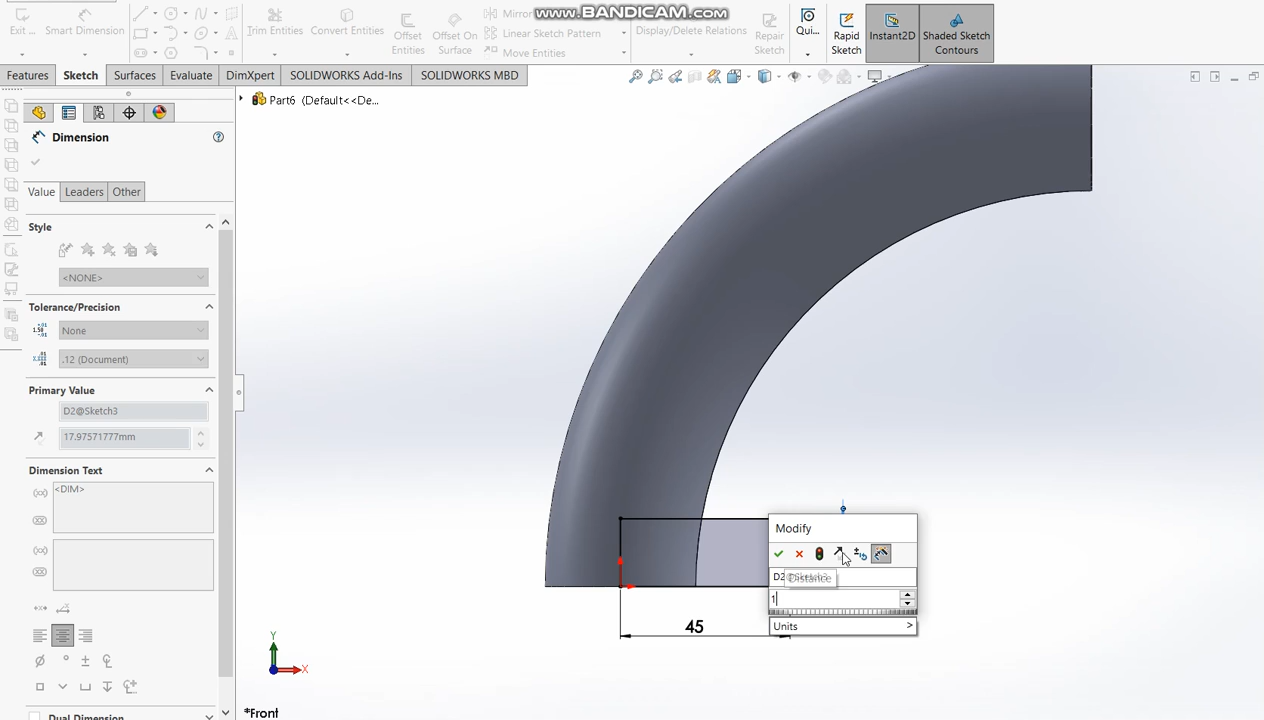 www.BANDICAM.com
Exit ...
Smart Dimension
Trim Entities
Convert Entities
Offset Entities
Offset On Surface
Mirror
Linear Sketch Pattern
Move Entities
Display/Delete Relations
Repair Sketch
Qui...
Rapid Sketch
Instant2D
Shaded Sketch Contours
Features
Sketch
Surfaces
Evaluate
DimXpert
SOLIDWORKS Add-Ins
SOLIDWORKS MBD
Part6 (Default<<De...
Dimension
Value
Leaders
Other
Style
<NONE>
Tolerance/Precision
None
.12 (Document)
Primary Value
D2@Sketch3
17.97571777mm
Dimension Text
<DIM>
Dual Dimension
Modify
Distance
1
Units >
45
Y
X
*Front